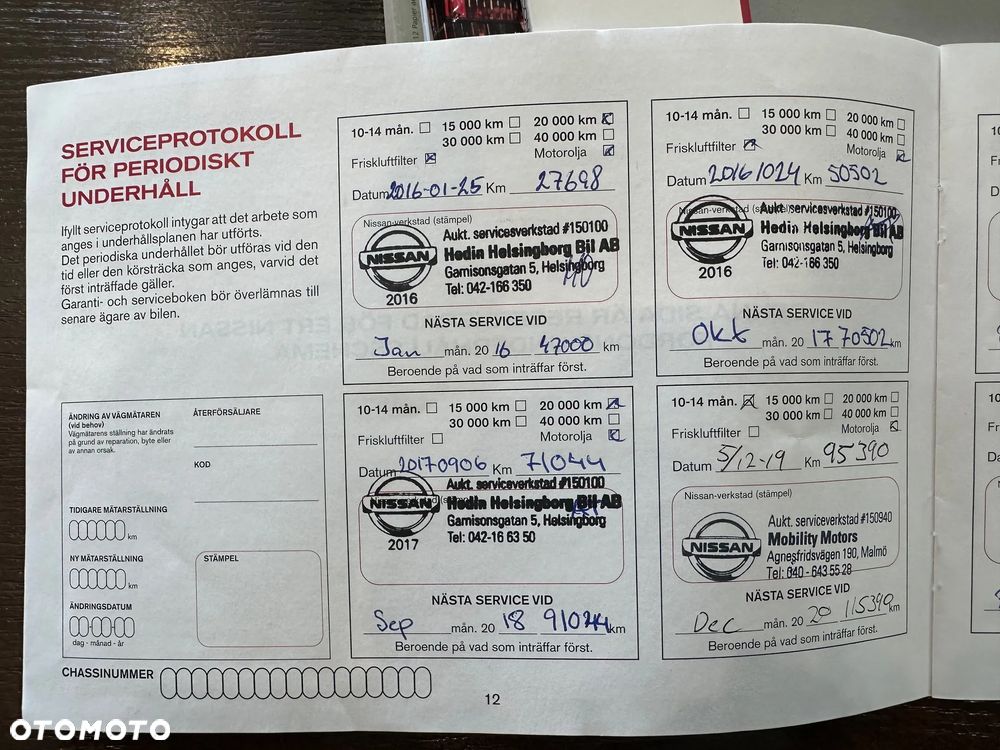 SERVICEPROTOKOLL
FÖR PERIODISKT
UNDERHÅLL
Ifyllt serviceprotokoll intygar att det arbete som
anges i underhållsplanen har utförts.
Det periodiska underhållet bör utföras vid den
tid eller den körsträcka som anges, varvid det
först inträffade gäller.
Garanti- och serviceboken bör överlämnas till
senare ägare av bilen.
10-14 mån. 15 000 km 20 000 km
30 000 km 40 000 km
Friskluftfilter Motorolja
Datum 2016-01-25 Km 27698
Nissan-verkstad (stämpel)
Aukt. servicesverkstad #150100
NISSAN Hedin Helsingborg Bil AB
Garnisonsgatan 5, Helsingborg
2016 Tel: 042-166 350
NÄSTA SERVICE VID
Jan mån. 20 16 47000 km
Beroende på vad som inträffar först.
10-14 mån. 15 000 km 20 000 km
30 000 km 40 000 km
Friskluftfilter Motorolja
Datum 20161024 Km 50502
Nissan-verkstad (stämpel)
Aukt. servicesverkstad #150100
NISSAN Hedin Helsingborg Bil AB
Garnisonsgatan 5, Helsingborg
2016 Tel: 042-166 350
NÄSTA SERVICE VID
Okt mån. 20 17 70502 km
Beroende på vad som inträffar först.
ÄNDRING AV VÄGMÄTAREN
(vid behov)
Vägmätarens ställning har ändrats
på grund av reparation, byte eller
av annan orsak.
ÅTERFÖRSÄLJARE
KOD
TIDIGARE MÄTARSTÄLLNING
km
NY MÄTARSTÄLLNING
km
STÄMPEL
ÄNDRINGSDATUM
dag - månad - år
10-14 mån. 15 000 km 20 000 km
30 000 km 40 000 km
Friskluftfilter Motorolja
Datum 20170906 Km 71044
Aukt. serviceverkstad #150100
NISSAN Hedin Helsingborg Bil AB
Garnisonsgatan 5, Helsingborg
2017 Tel: 042-16 63 50
NÄSTA SERVICE VID
Sep mån. 20 18 91044 km
Beroende på vad som inträffar först.
10-14 mån. 15 000 km 20 000 km
30 000 km 40 000 km
Friskluftfilter Motorolja
Datum 5/12-19 Km 95390
Nissan-verkstad (stämpel)
Aukt. serviceverkstad #150940
NISSAN Mobility Motors
Agnesfridsvägen 190, Malmö
Tel: 040 - 643 55 28
NÄSTA SERVICE VID
Dec mån. 20 20 115390 km
Beroende på vad som inträffar först.
CHASSINUMMER
12
OTOMOTO